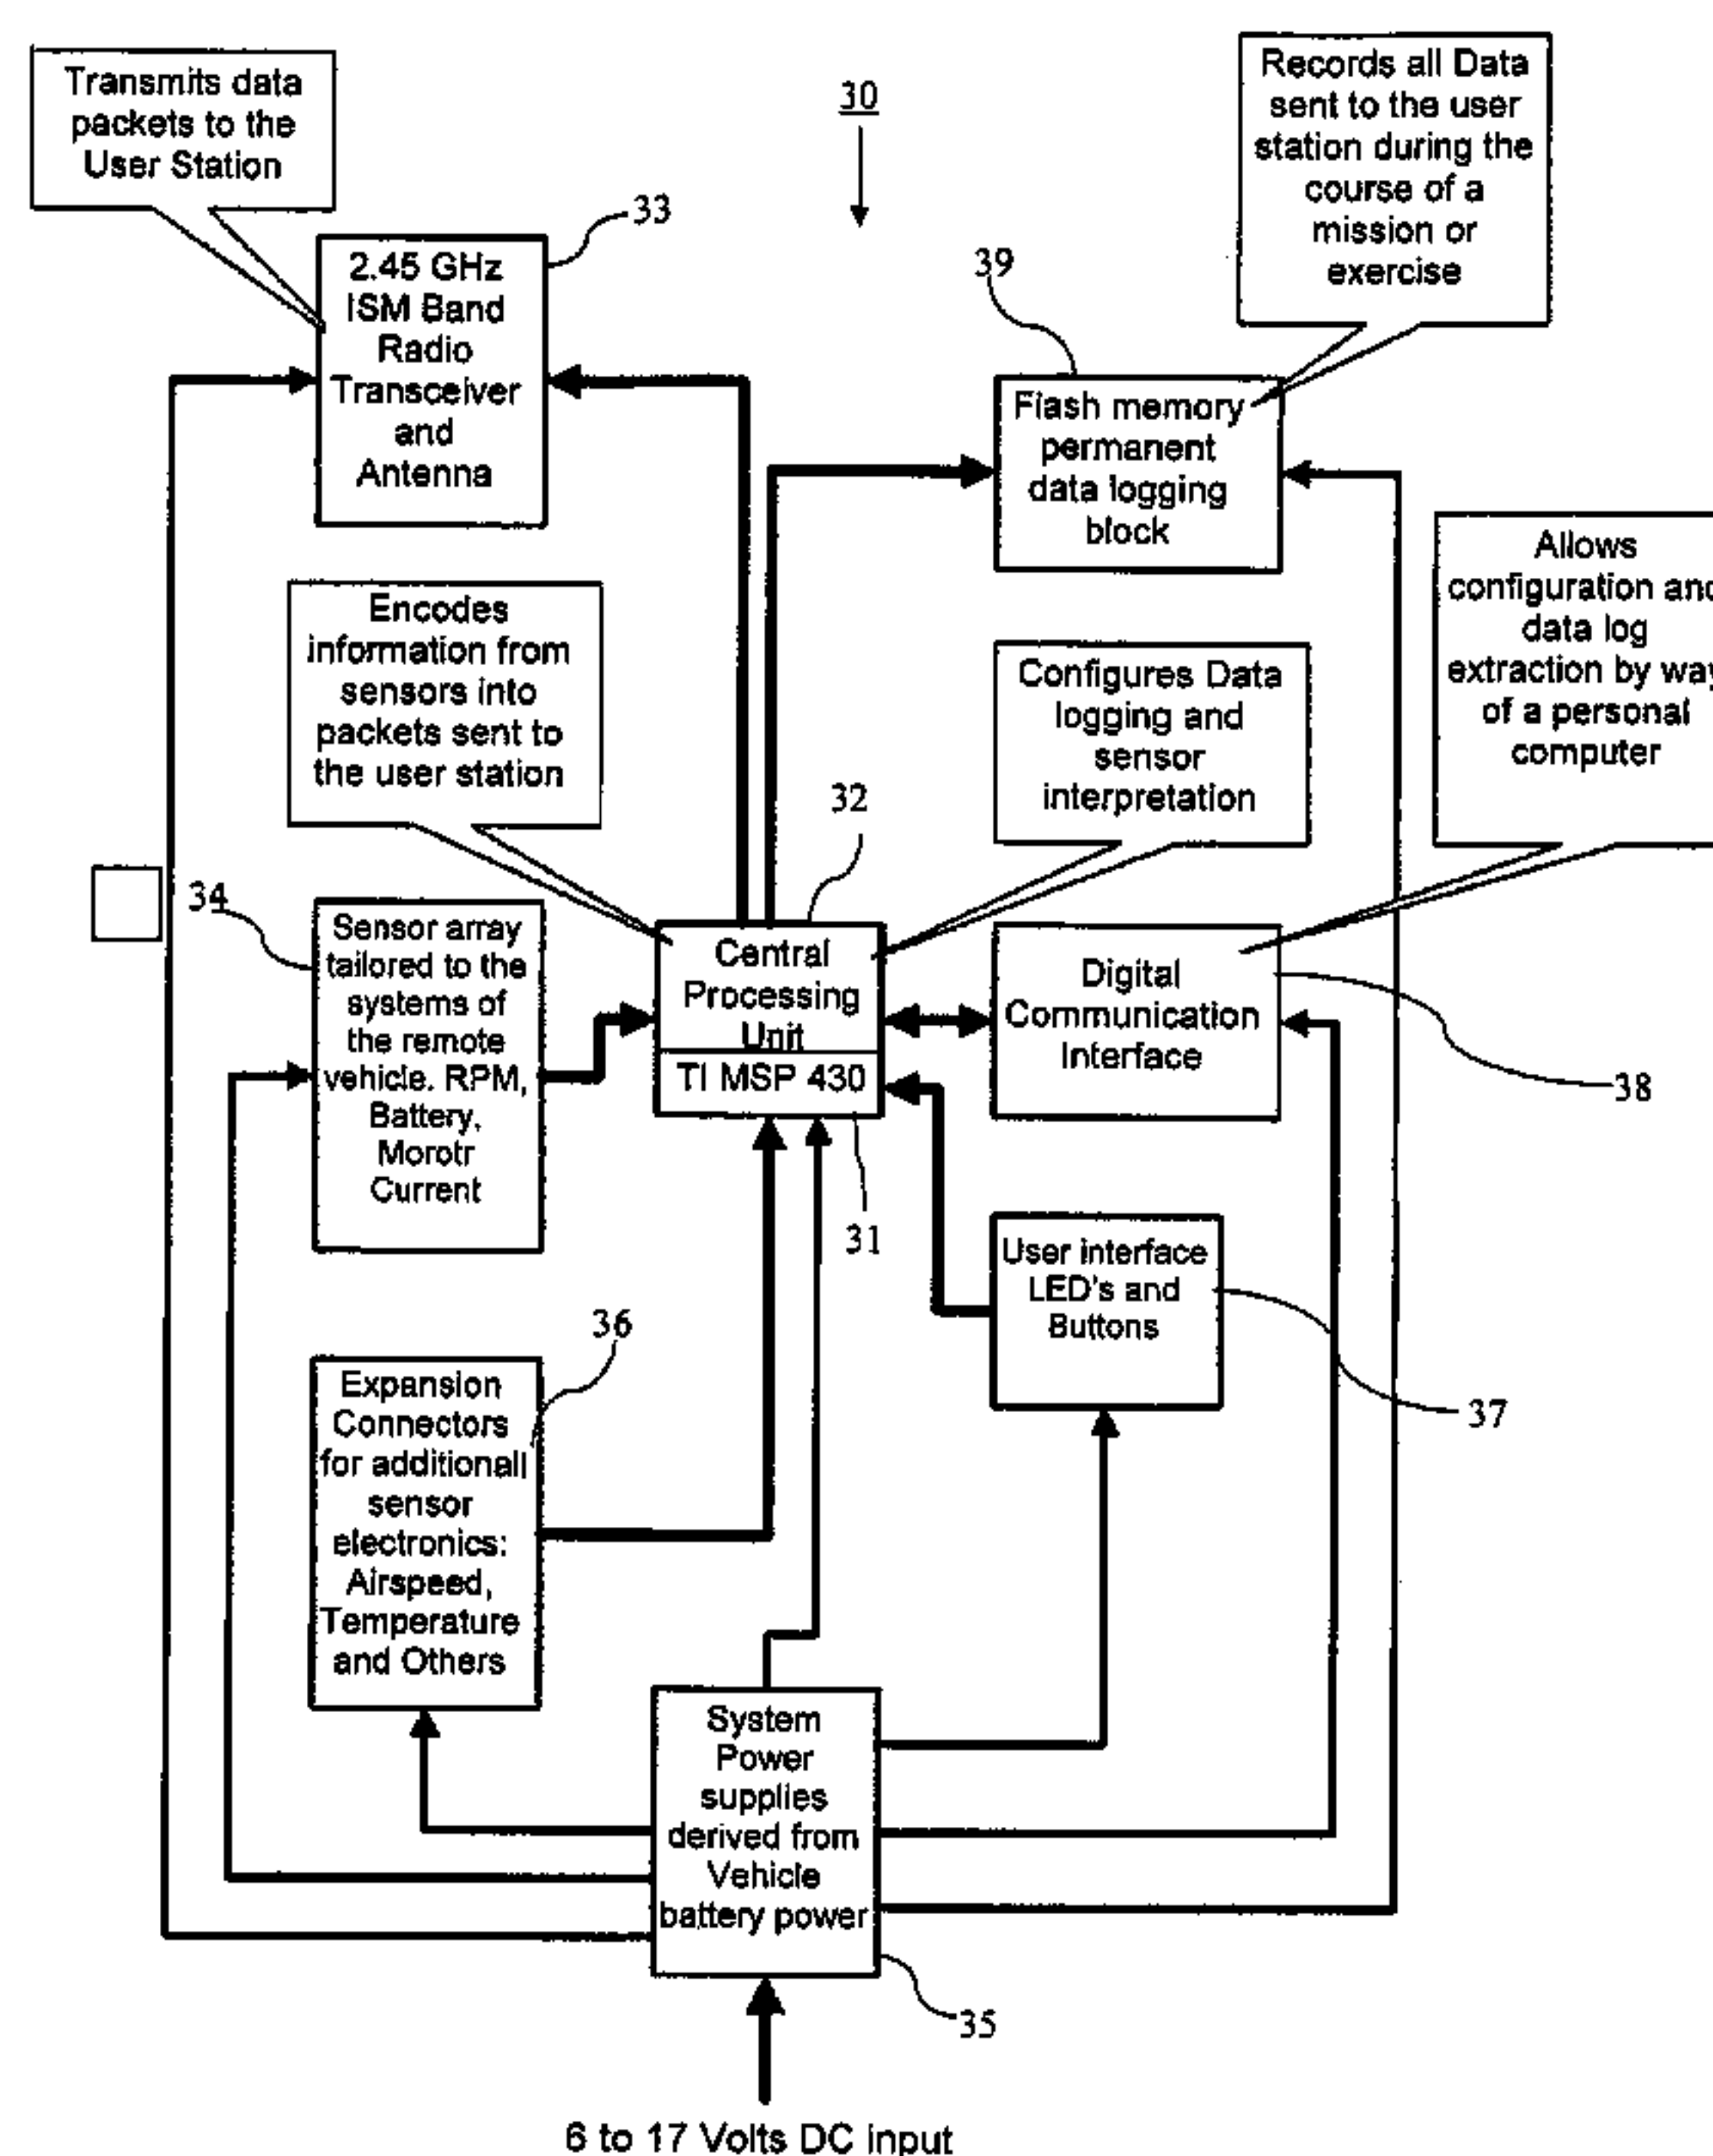 Transmits data
packets to the
User Station
30
Records all Data
sent to the user
station during the
course of a
mission or
exercise
33
2.45 GHz
ISM Band
Radio
Transceiver
and
Antenna
39
Flash memory
permanent
data logging
block
Allows
configuration and
data log
extraction by way
of a personal
computer
Encodes
information from
sensors into
packets sent to
the user station
Configures Data
logging and
sensor
interpretation
32
34
Sensor array
tailored to the
systems of
the remote
vehicle. RPM,
Battery,
Morotr
Current
Central
Processing
Unit
TI MSP 430
Digital
Communication
Interface
38
31
User interface
LED's and
Buttons
37
36
Expansion
Connectors
for additionall
sensor
electronics:
Airspeed,
Temperature
and Others
System
Power
supplies
derived from
Vehicle
battery power
35
6 to 17 Volts DC input